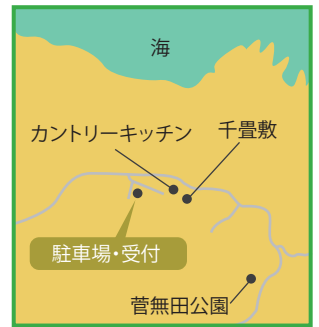 海
カントリーキッチン
千畳敷
駐車場・受付
菅無田公園